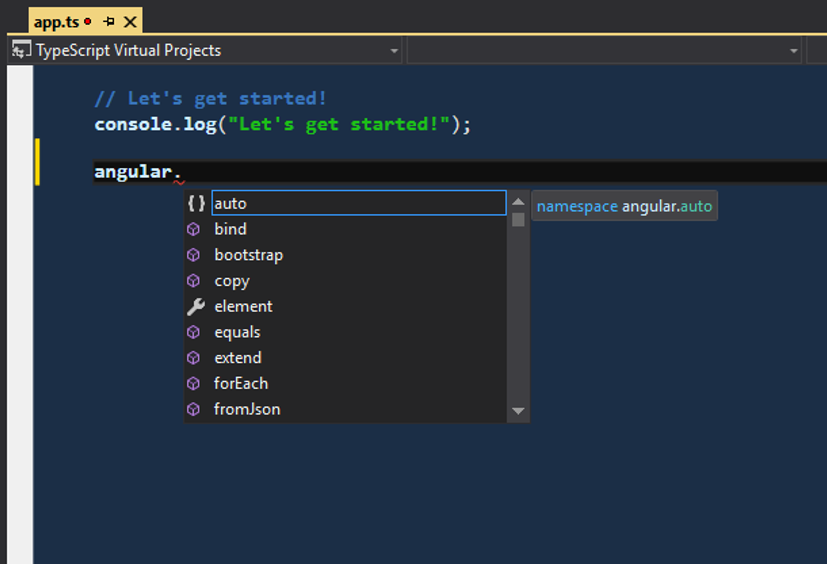 app.ts
TypeScript Virtual Projects
// Let's get started!
console.log("Let's get started!");
angular.
{} auto
namespace angular.auto
bind
bootstrap
copy
element
equals
extend
forEach
fromJson